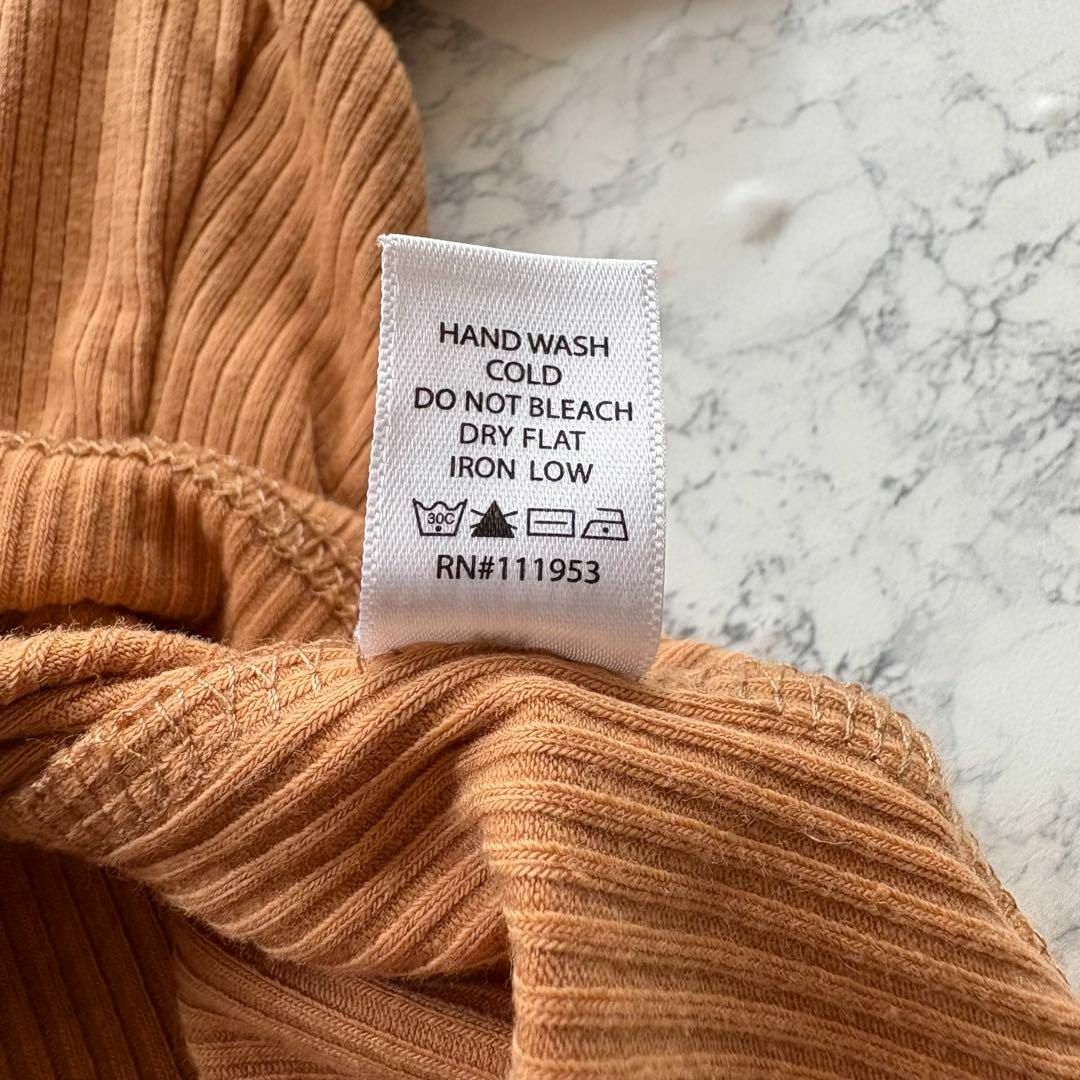 HAND WASH
COLD
DO NOT BLEACH
DRY FLAT
IRON LOW
30C
RN#111953